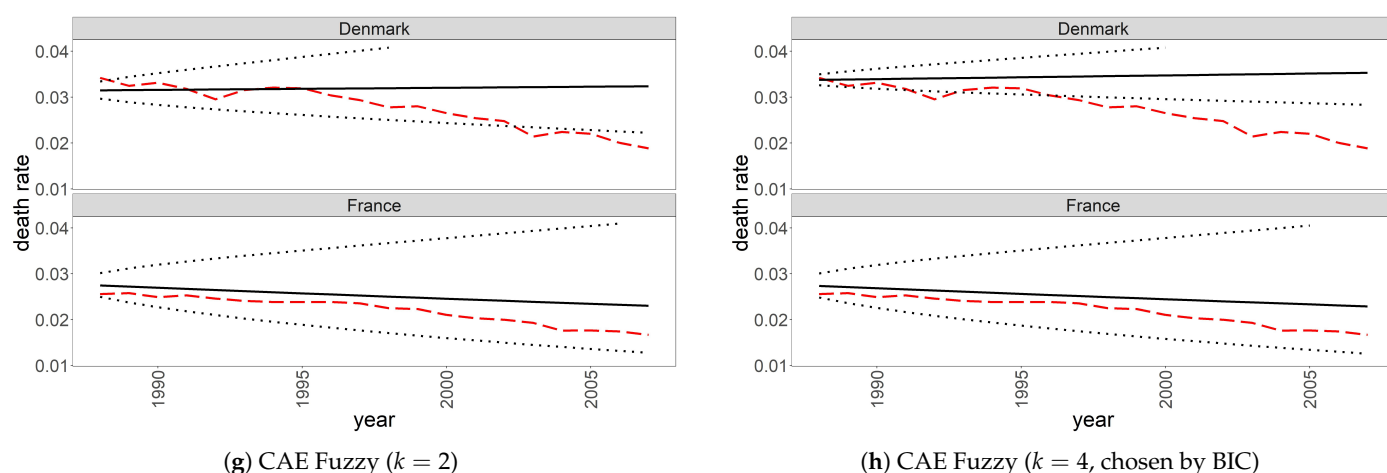 Denmark
0.04
0.03
0.02
0.01
France
0.04
0.03
0.02
0.01
death rate
1990
1995
2000
2005
year
(g) CAE Fuzzy (k = 2)
Denmark
0.04
0.03
0.02
0.01
France
0.04
0.03
0.02
0.01
death rate
1990
1995
2000
2005
year
(h) CAE Fuzzy (k = 4, chosen by BIC)